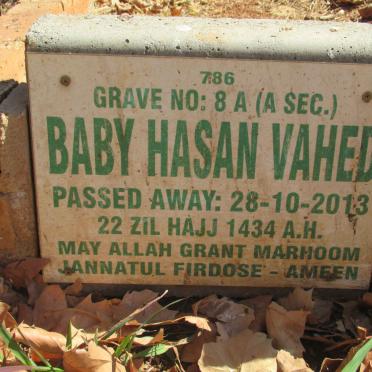 786
GRAVE NO: 8 A (A SEC.)
BABY HASAN VAHED
PASSED AWAY: 28-10-2013
22 ZIL HAJJ 1434 A.H.
MAY ALLAH GRANT MARHOOM
JANNATUL FIRDOSE - AMEEN